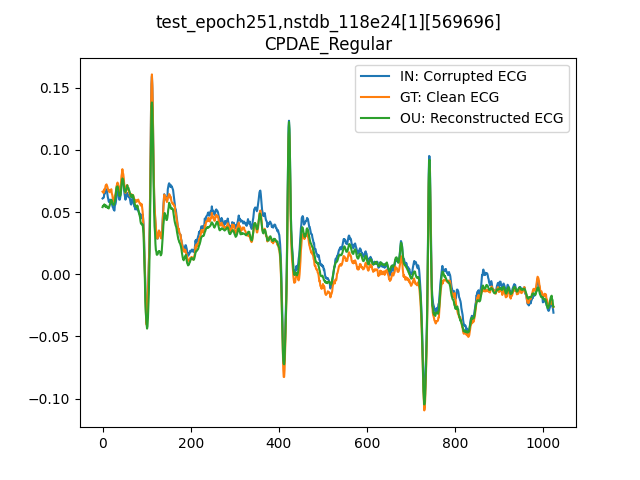 test_epoch251,nstdb_118e24[1][569696]
CPDAE_Regular
IN: Corrupted ECG
GT: Clean ECG
OU: Reconstructed ECG
0.15
0.10
0.05
0.00
−0.05
−0.10
0 200 400 600 800 1000